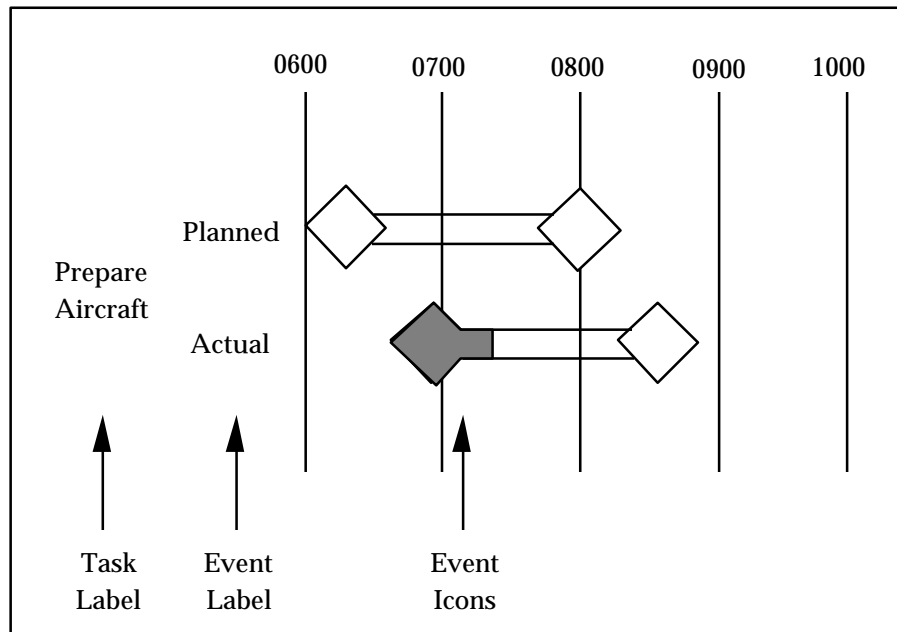 0600 0700 0800 0900 1000
Planned
Prepare
Aircraft
Actual
Task
Label
Event
Label
Event
Icons